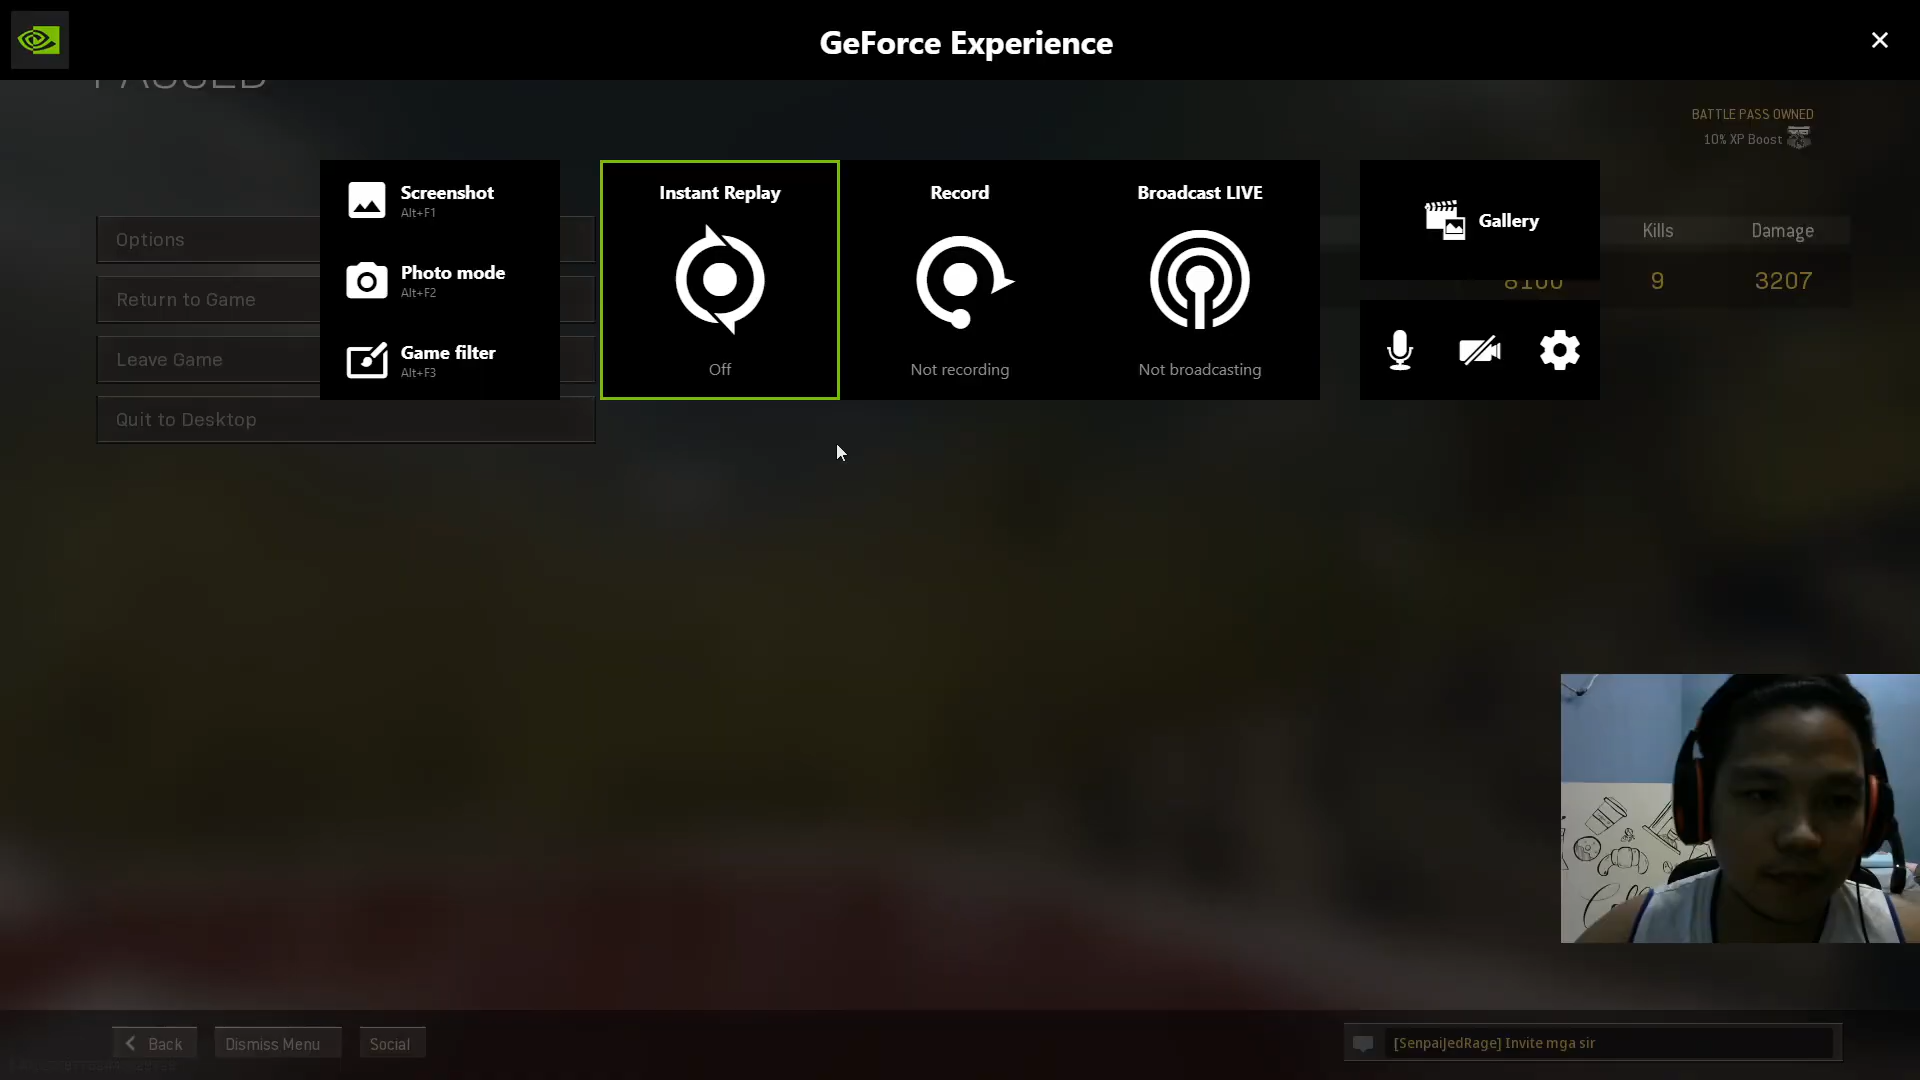 GeForce Experience
PAUSED
BATTLE PASS OWNED
10% XP Boost
Screenshot
Alt+F1
Photo mode
Alt+F2
Game filter
Alt+F3
Instant Replay
Off
Record
Not recording
Broadcast LIVE
Not broadcasting
Gallery
Kills
Damage
8100
9
3207
Options
Return to Game
Leave Game
Quit to Desktop
Back
Dismiss Menu
Social
[SenpaiJedRage] Invite mga sir